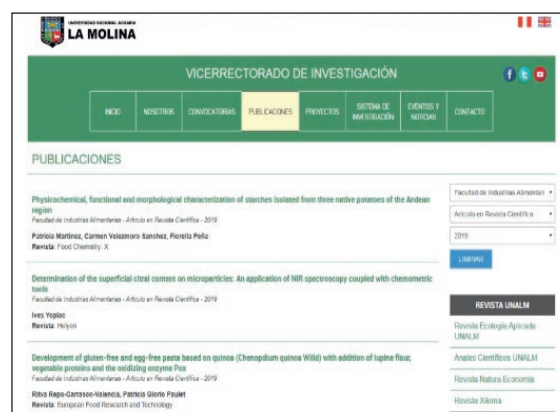 UNIVERSIDAD NACIONAL AGRARIA
LA MOLINA
VICERRECTORADO DE INVESTIGACIÓN
INICIO
NOSOTROS
CONVOCATORIAS
PUBLICACIONES
PROYECTOS
SISTEMA DE
INVESTIGACIÓN
EVENTOS Y
NOTICIAS
CONTACTO
PUBLICACIONES
Physicochemical, functional and morphological characterization of starches isolated from three native potatoes of the Andean
region
Facultad de Industrias Alimentarias - Artículo en Revista Científica - 2019
Patricia Martínez, Carmen Velezmoro Sanchez, Fiorella Peña
Revista: Food Chemistry: X
Determination of the superficial citral content on microparticles: An application of NIR spectroscopy coupled with chemometric
tools
Facultad de Industrias Alimentarias - Artículo en Revista Científica - 2019
Ives Yoplac
Revista: Heliyon
Development of gluten-free and egg-free pasta based on quinoa (Chenopdium quinoa Willd) with addition of lupine flour,
vegetable proteins and the oxidizing enzyme Pox
Facultad de Industrias Alimentarias - Artículo en Revista Científica - 2019
Ritva Repo-Carrasco-Valencia, Patricia Glorio Paulet
Revista: European Food Research and Technology
Facultad de Industrias Alimentari
Artículo en Revista Científica
2019
LIMPIAR
REVISTA UNALM
Revista Ecología Aplicada
UNALM
Anales Científicos UNALM
Revista Natura Economía
Revista Xilema